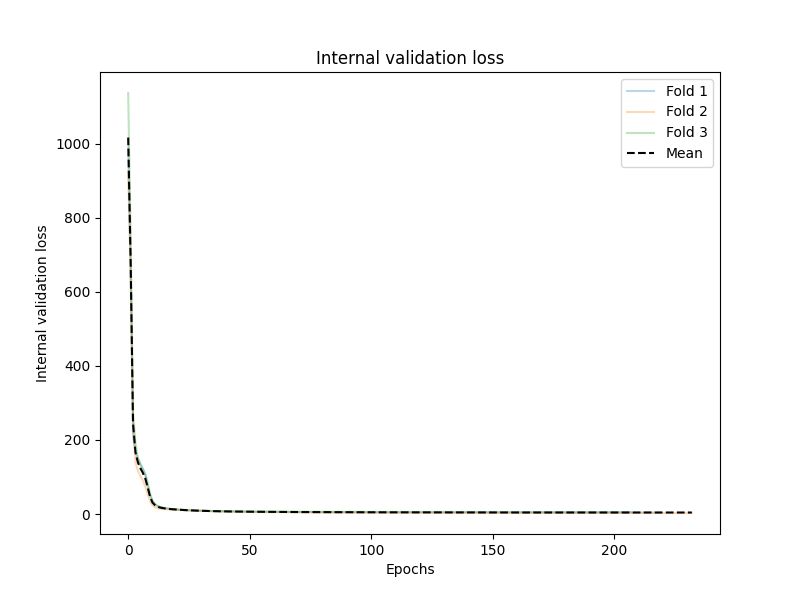 Internal validation loss
Fold 1
Fold 2
Fold 3
Mean
Internal validation loss
1000
800
600
400
200
0
0 50 100 150 200
Epochs